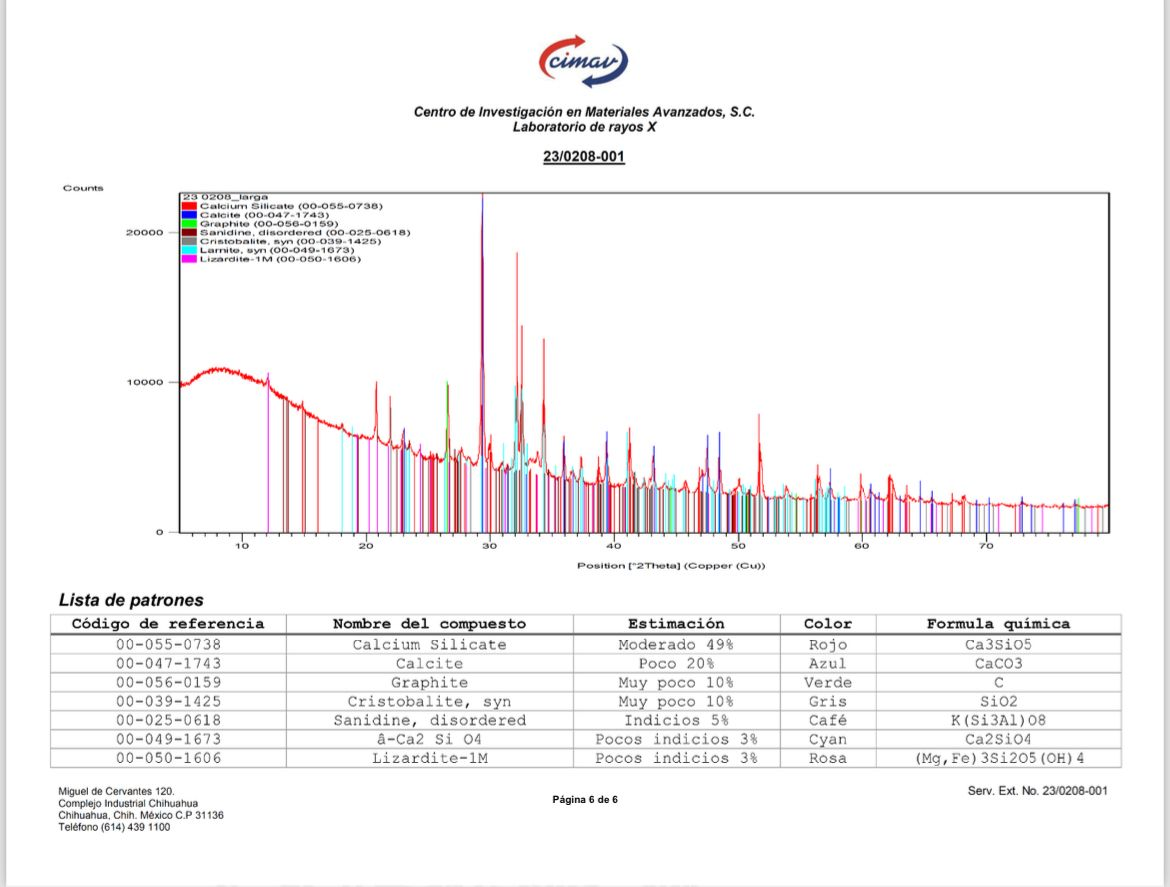 cimav
Centro de Investigación en Materiales Avanzados, S.C.
Laboratorio de rayos X
23/0208-001
Counts
23 0208_larga
Calcium Silicate (00-055-0738)
Calcite (00-047-1743)
Graphite (00-056-0159)
Sanidine, disordered (00-025-0618)
Cristobalite, syn (00-039-1425)
Larnite, syn (00-049-1673)
Lizardite-1M (00-050-1606)
20000
10000
0
10 20 30 40 50 60 70
Position [°2Theta] (Copper (Cu))
Lista de patrones
Código de referencia Nombre del compuesto Estimación Color Formula química
00-055-0738 Calcium Silicate Moderado 49% Rojo Ca3SiO5
00-047-1743 Calcite Poco 20% Azul CaCO3
00-056-0159 Graphite Muy poco 10% Verde C
00-039-1425 Cristobalite, syn Muy poco 10% Gris SiO2
00-025-0618 Sanidine, disordered Indicios 5% Café K(Si3Al)O8
00-049-1673 â-Ca2 Si O4 Pocos indicios 3% Cyan Ca2SiO4
00-050-1606 Lizardite-1M Pocos indicios 3% Rosa (Mg,Fe)3Si2O5(OH)4
Miguel de Cervantes 120.
Complejo Industrial Chihuahua
Chihuahua, Chih. México C.P 31136
Teléfono (614) 439 1100
Página 6 de 6
Serv. Ext. No. 23/0208-001